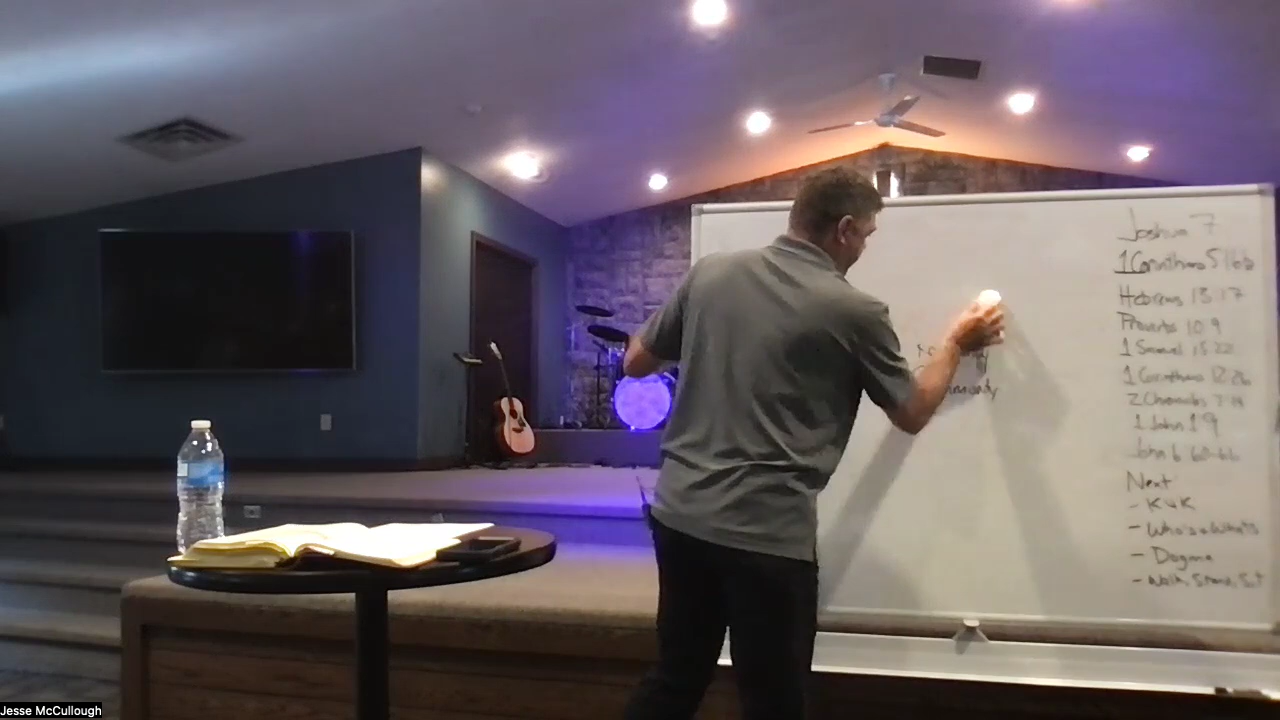 Joshua 7
1 Corinthians 5 1 6b
Hebrews 13:17
Proverbs 10 9
1 Samuel 15:22
1 Corinthians 12:26
2 Chronicles 7:14
1 John 1 9
John 6 60-66
Next
- KVK
- Who's & What's
- Dogma
- Walk, Stand, Sit
Jesse McCullough